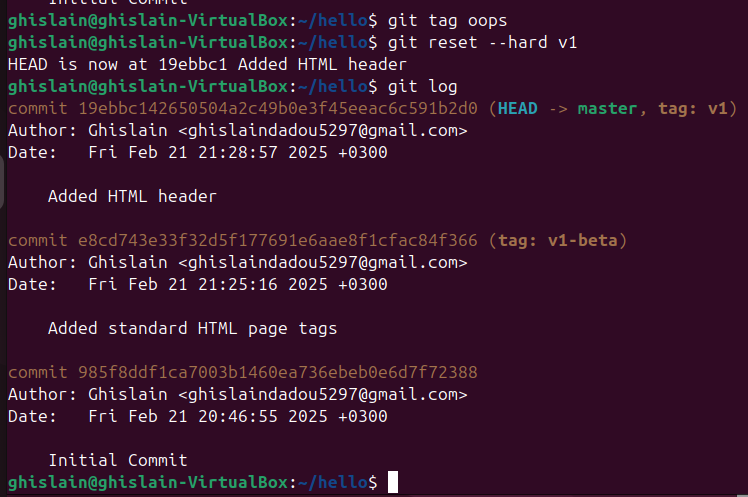 Initial Commit
ghislain@ghislain-VirtualBox:~/hello$ git tag oops
ghislain@ghislain-VirtualBox:~/hello$ git reset --hard v1
HEAD is now at 19ebbc1 Added HTML header
ghislain@ghislain-VirtualBox:~/hello$ git log
commit 19ebbc142650504a2c49b0e3f45eeac6c591b2d0 (HEAD -> master, tag: v1)
Author: Ghislain <ghislaindadou5297@gmail.com>
Date:   Fri Feb 21 21:28:57 2025 +0300
    Added HTML header
commit e8cd743e33f32d5f177691e6aae8f1cfac84f366 (tag: v1-beta)
Author: Ghislain <ghislaindadou5297@gmail.com>
Date:   Fri Feb 21 21:25:16 2025 +0300
    Added standard HTML page tags
commit 985f8ddf1ca7003b1460ea736ebeb0e6d7f72388
Author: Ghislain <ghislaindadou5297@gmail.com>
Date:   Fri Feb 21 20:46:55 2025 +0300
    Initial Commit
ghislain@ghislain-VirtualBox:~/hello$